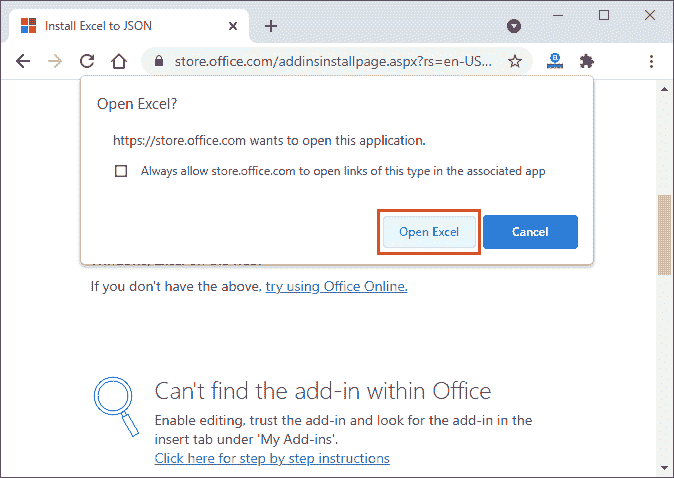 Install Excel to JSON
store.office.com/addinsinstallpage.aspx?rs=en-US...
Open Excel?
https://store.office.com wants to open this application.
Always allow store.office.com to open links of this type in the associated app
Open Excel
Cancel
If you don't have the above, try using Office Online.
Can't find the add-in within Office
Enable editing, trust the add-in and look for the add-in in the
insert tab under 'My Add-ins'.
Click here for step by step instructions